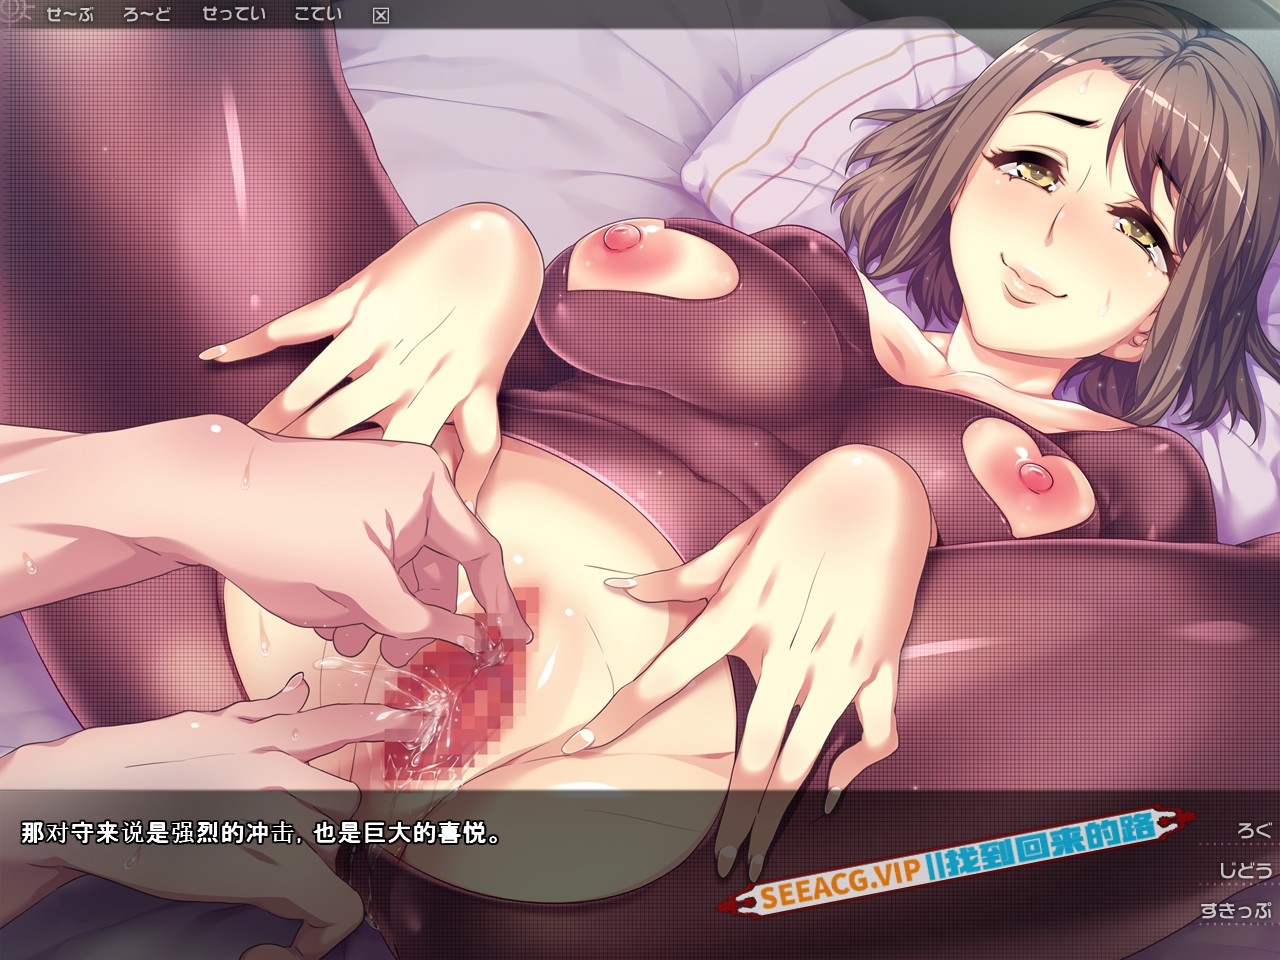 せ～ぶ ろ～ど せってい こてい
那对守来说是强烈的冲击，也是巨大的喜悦。
SEEACG.VIP||找到回来的路
ろぐ
じどう
すきっぷ